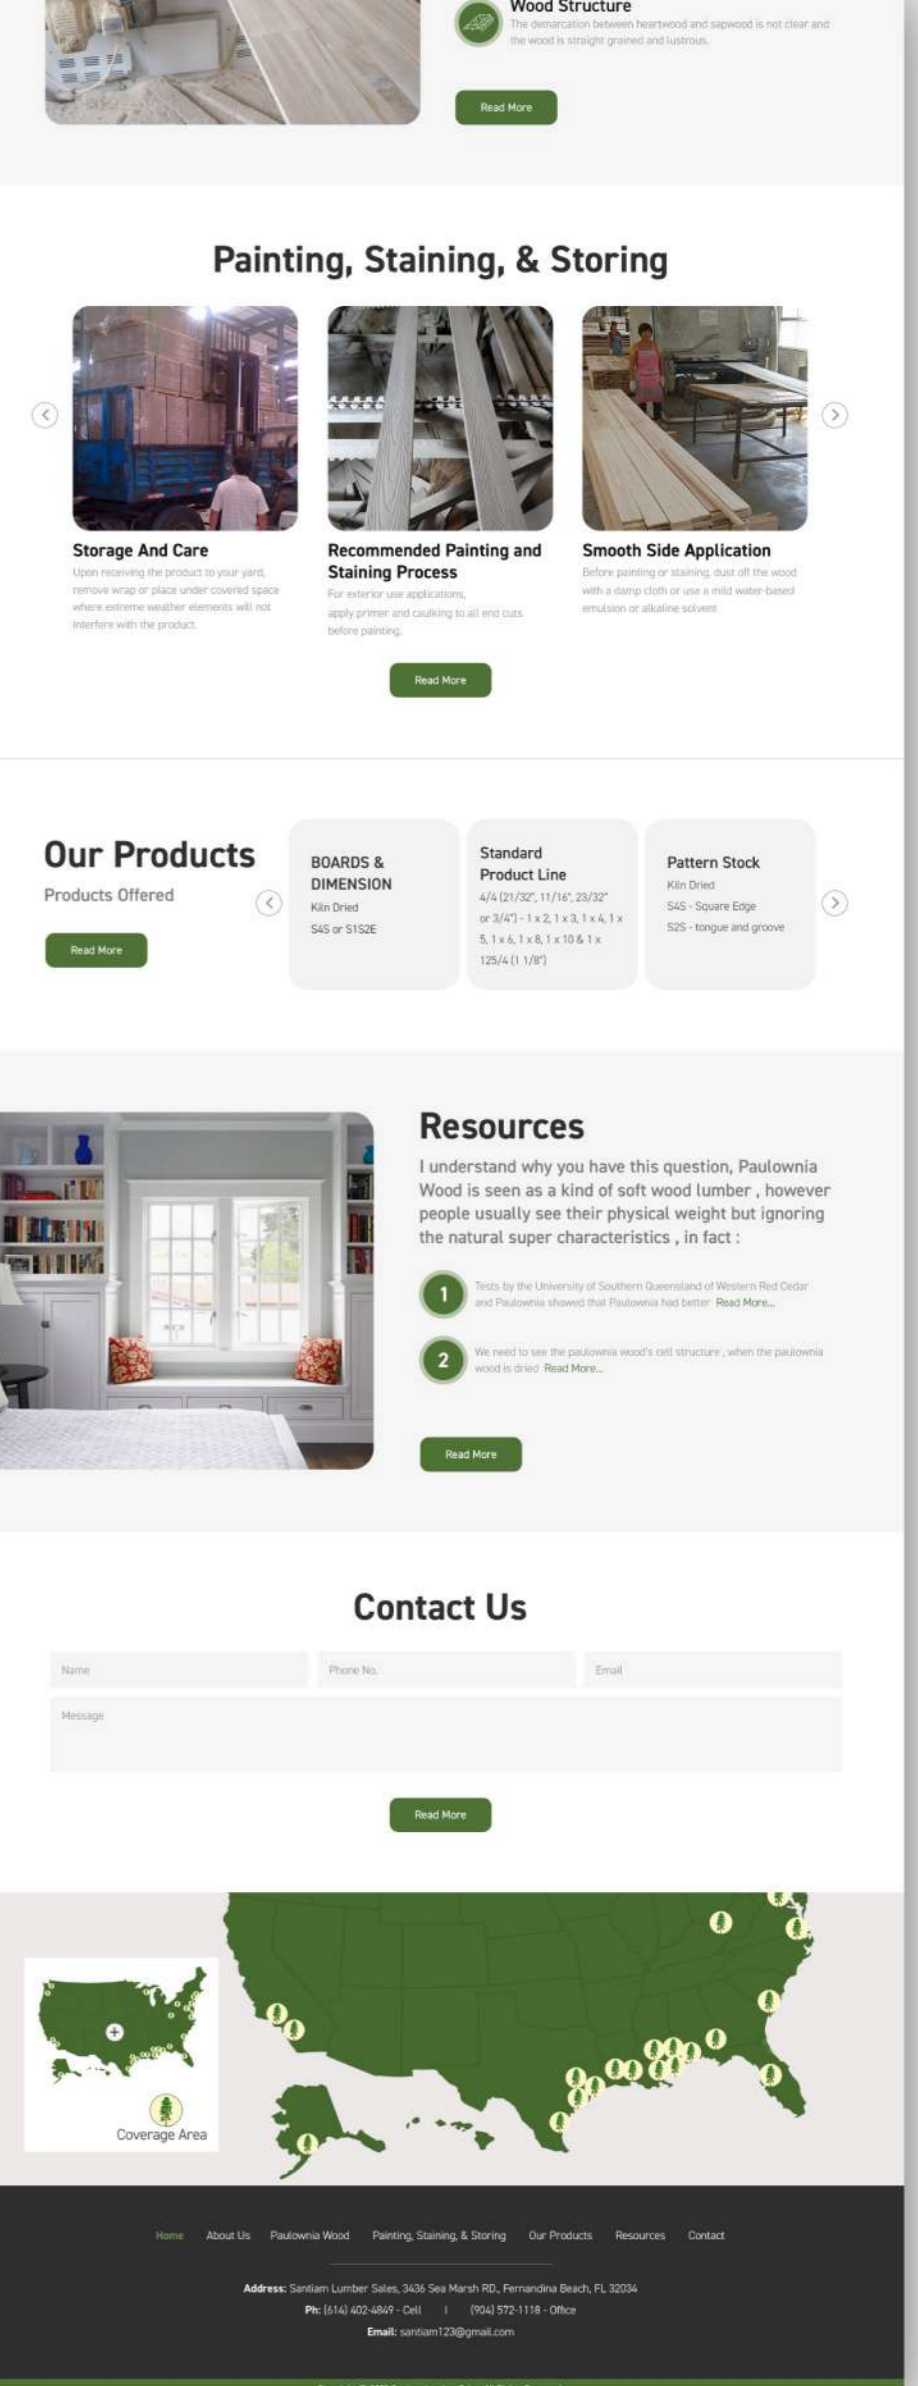 Wood Structure
The demarcation between heartwood and sapwood is not clear and
the wood is straight grained and lustrous.
Read More
Painting, Staining, & Storing
Storage And Care
Upon receiving the product to your yard,
remove wrap or place under covered space
where extreme weather elements will not
interfere with the product.
Recommended Painting and
Staining Process
For exterior use applications,
apply primer and caulking to all end cuts
before painting.
Smooth Side Application
Before painting or staining, dust off the wood
with a damp cloth or use a mild water-based
emulsion or alkaline solvent
Read More
Our Products
Products Offered
Read More
BOARDS &
DIMENSION
Kiln Dried
S4S or S1S2E
Standard
Product Line
4/4 (21/32", 11/16", 23/32"
or 3/4") - 1 x 2, 1 x 3, 1 x 4, 1 x
5, 1 x 6, 1 x 8, 1 x 10 & 1 x
125/4 (1 1/8")
Pattern Stock
Kiln Dried
S4S - Square Edge
S2S - tongue and groove
Resources
I understand why you have this question, Paulownia
Wood is seen as a kind of soft wood lumber , however
people usually see their physical weight but ignoring
the natural super characteristics , in fact :
1
Tests by the University of Southern Queensland of Western Red Cedar
and Paulownia showed that Paulownia had better Read More...
2
We need to see the paulownia wood's cell structure , when the paulownia
wood is dried Read More...
Read More
Contact Us
Name
Phone No.
Email
Message
Read More
Coverage Area
Home About Us Paulownia Wood Painting, Staining, & Storing Our Products Resources Contact
Address: Santiam Lumber Sales, 3436 Sea Marsh RD., Fernandina Beach, FL 32034
Ph: (614) 402-4849 - Cell | (904) 572-1118 - Office
Email: santiam123@gmail.com